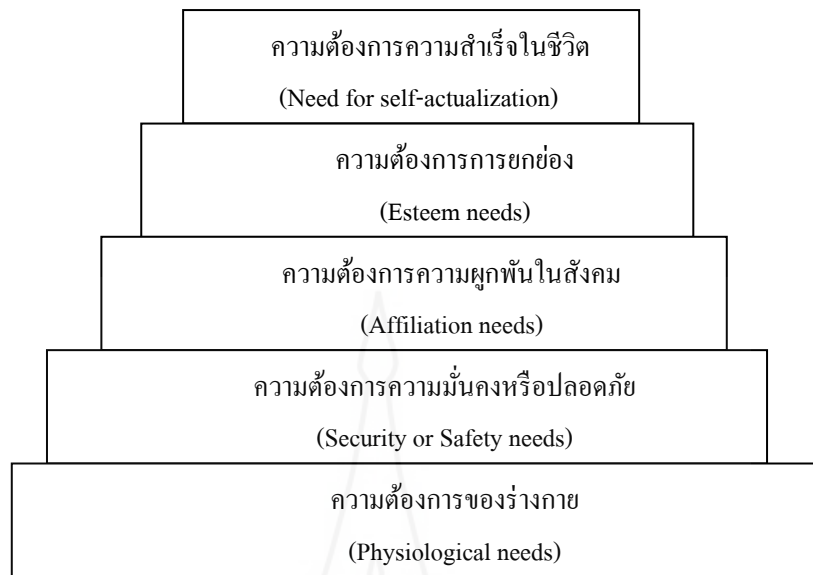 ความต้องการความสำเร็จในชีวิต
(Need for self-actualization)
ความต้องการการยกย่อง
(Esteem needs)
ความต้องการความผูกพันในสังคม
(Affiliation needs)
ความต้องการความมั่นคงหรือปลอดภัย
(Security or Safety needs)
ความต้องการของร่างกาย
(Physiological needs)